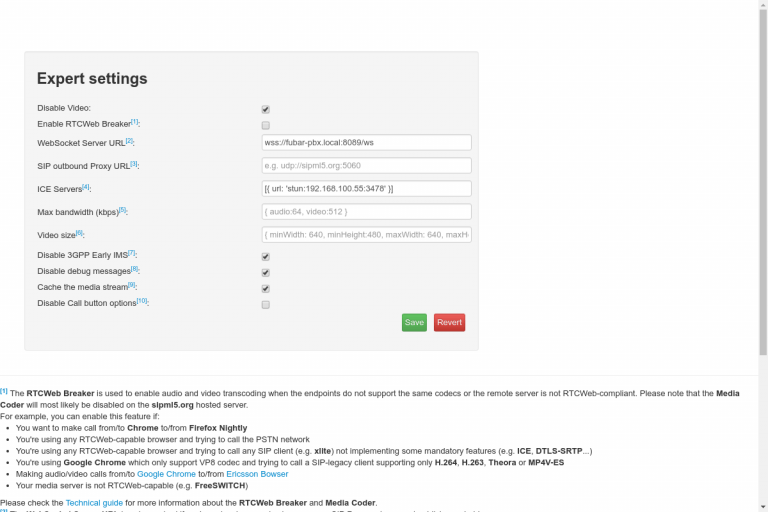 Expert settings
Disable Video:
Enable RTCWeb Breaker[1]:
WebSocket Server URL[2]: wss://fubar-pbx.local:8089/ws
SIP outbound Proxy URL[3]: e.g. udp://sipml5.org:5060
ICE Servers[4]: [{ url: 'stun:192.168.100.55:3478' }]
Max bandwidth (kbps)[5]: { audio:64, video:512 }
Video size[6]: { minWidth: 640, minHeight:480, maxWidth: 640, maxH
Disable 3GPP Early IMS[7]:
Disable debug messages[8]:
Cache the media stream[9]:
Disable Call button options[10]:
Save Revert
[1] The RTCWeb Breaker is used to enable audio and video transcoding when the endpoints do not support the same codecs or the remote server is not RTCWeb-compliant. Please note that the Media
Coder will most likely be disabled on the sipml5.org hosted server.
For example, you can enable this feature if:
• You want to make call from/to Chrome to/from Firefox Nightly
• You're using any RTCWeb-capable browser and trying to call the PSTN network
• You're using any RTCWeb-capable browser and trying to call any SIP client (e.g. xlite) not implementing some mandatory features (e.g. ICE, DTLS-SRTP...)
• You're using Google Chrome which only support VP8 codec and trying to call a SIP-legacy client supporting only H.264, H.263, Theora or MP4V-ES
• Making audio/video calls from/to Google Chrome to/from Ericsson Bowser
• Your media server is not RTCWeb-capable (e.g. FreeSWITCH)
Please check the Technical guide for more information about the RTCWeb Breaker and Media Coder.